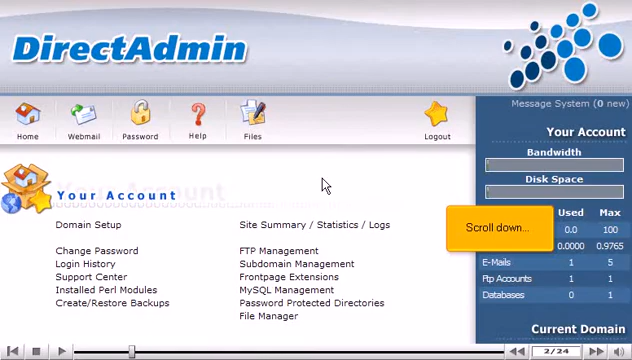 DirectAdmin
Message System (0 new)
Home
Webmail
Password
Help
Files
Logout
Your Account
Bandwidth
Disk Space
Your Account
Scroll down...
Used Max
0.0 100
0.0000 0.9765
E-Mails 1 5
Ftp Accounts 1 1
Databases 0 1
Domain Setup
Site Summary / Statistics / Logs
Change Password
FTP Management
Login History
Subdomain Management
Support Center
Frontpage Extensions
Installed Perl Modules
MySQL Management
Create/Restore Backups
Password Protected Directories
File Manager
Current Domain
2/24